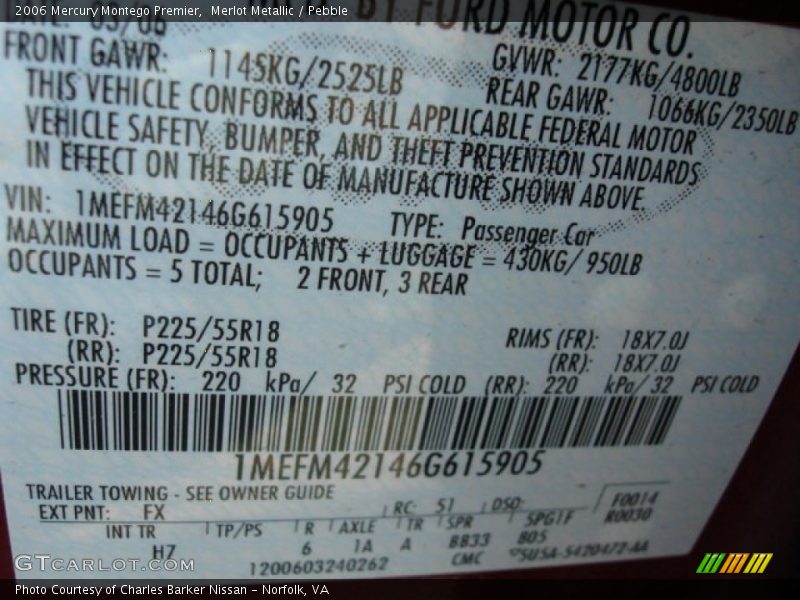 2006 Mercury Montego Premier,  Merlot Metallic / Pebble
BY FORD MOTOR CO.
FRONT GAWR: 1145KG/2525LB GVWR: 2177KG/4800LB
REAR GAWR: 1066KG/2350LB
THIS VEHICLE CONFORMS TO ALL APPLICABLE FEDERAL MOTOR
VEHICLE SAFETY, BUMPER, AND THEFT PREVENTION STANDARDS
IN EFFECT ON THE DATE OF MANUFACTURE SHOWN ABOVE.
VIN: 1MEFM42146G615905 TYPE: Passenger Car
MAXIMUM LOAD = OCCUPANTS + LUGGAGE = 430KG/ 950LB
OCCUPANTS = 5 TOTAL; 2 FRONT, 3 REAR
TIRE (FR): P225/55R18 RIMS (FR): 18X7.0J
(RR): P225/55R18 (RR): 18X7.0J
PRESSURE (FR): 220 kPa/ 32 PSI COLD (RR): 220 kPa/ 32 PSI COLD
1MEFM42146G615905
TRAILER TOWING - SEE OWNER GUIDE
EXT PNT: FX RC: 51 DSO: F0014
R0030
INT TR TP/PS R AXLE TR SPR SPGTF
H7 6 1A A BB33 B05
1200603240262 CMC 5U5A-5420472-AA
GTcarlot.com
Photo Courtesy of Charles Barker Nissan – Norfolk, VA